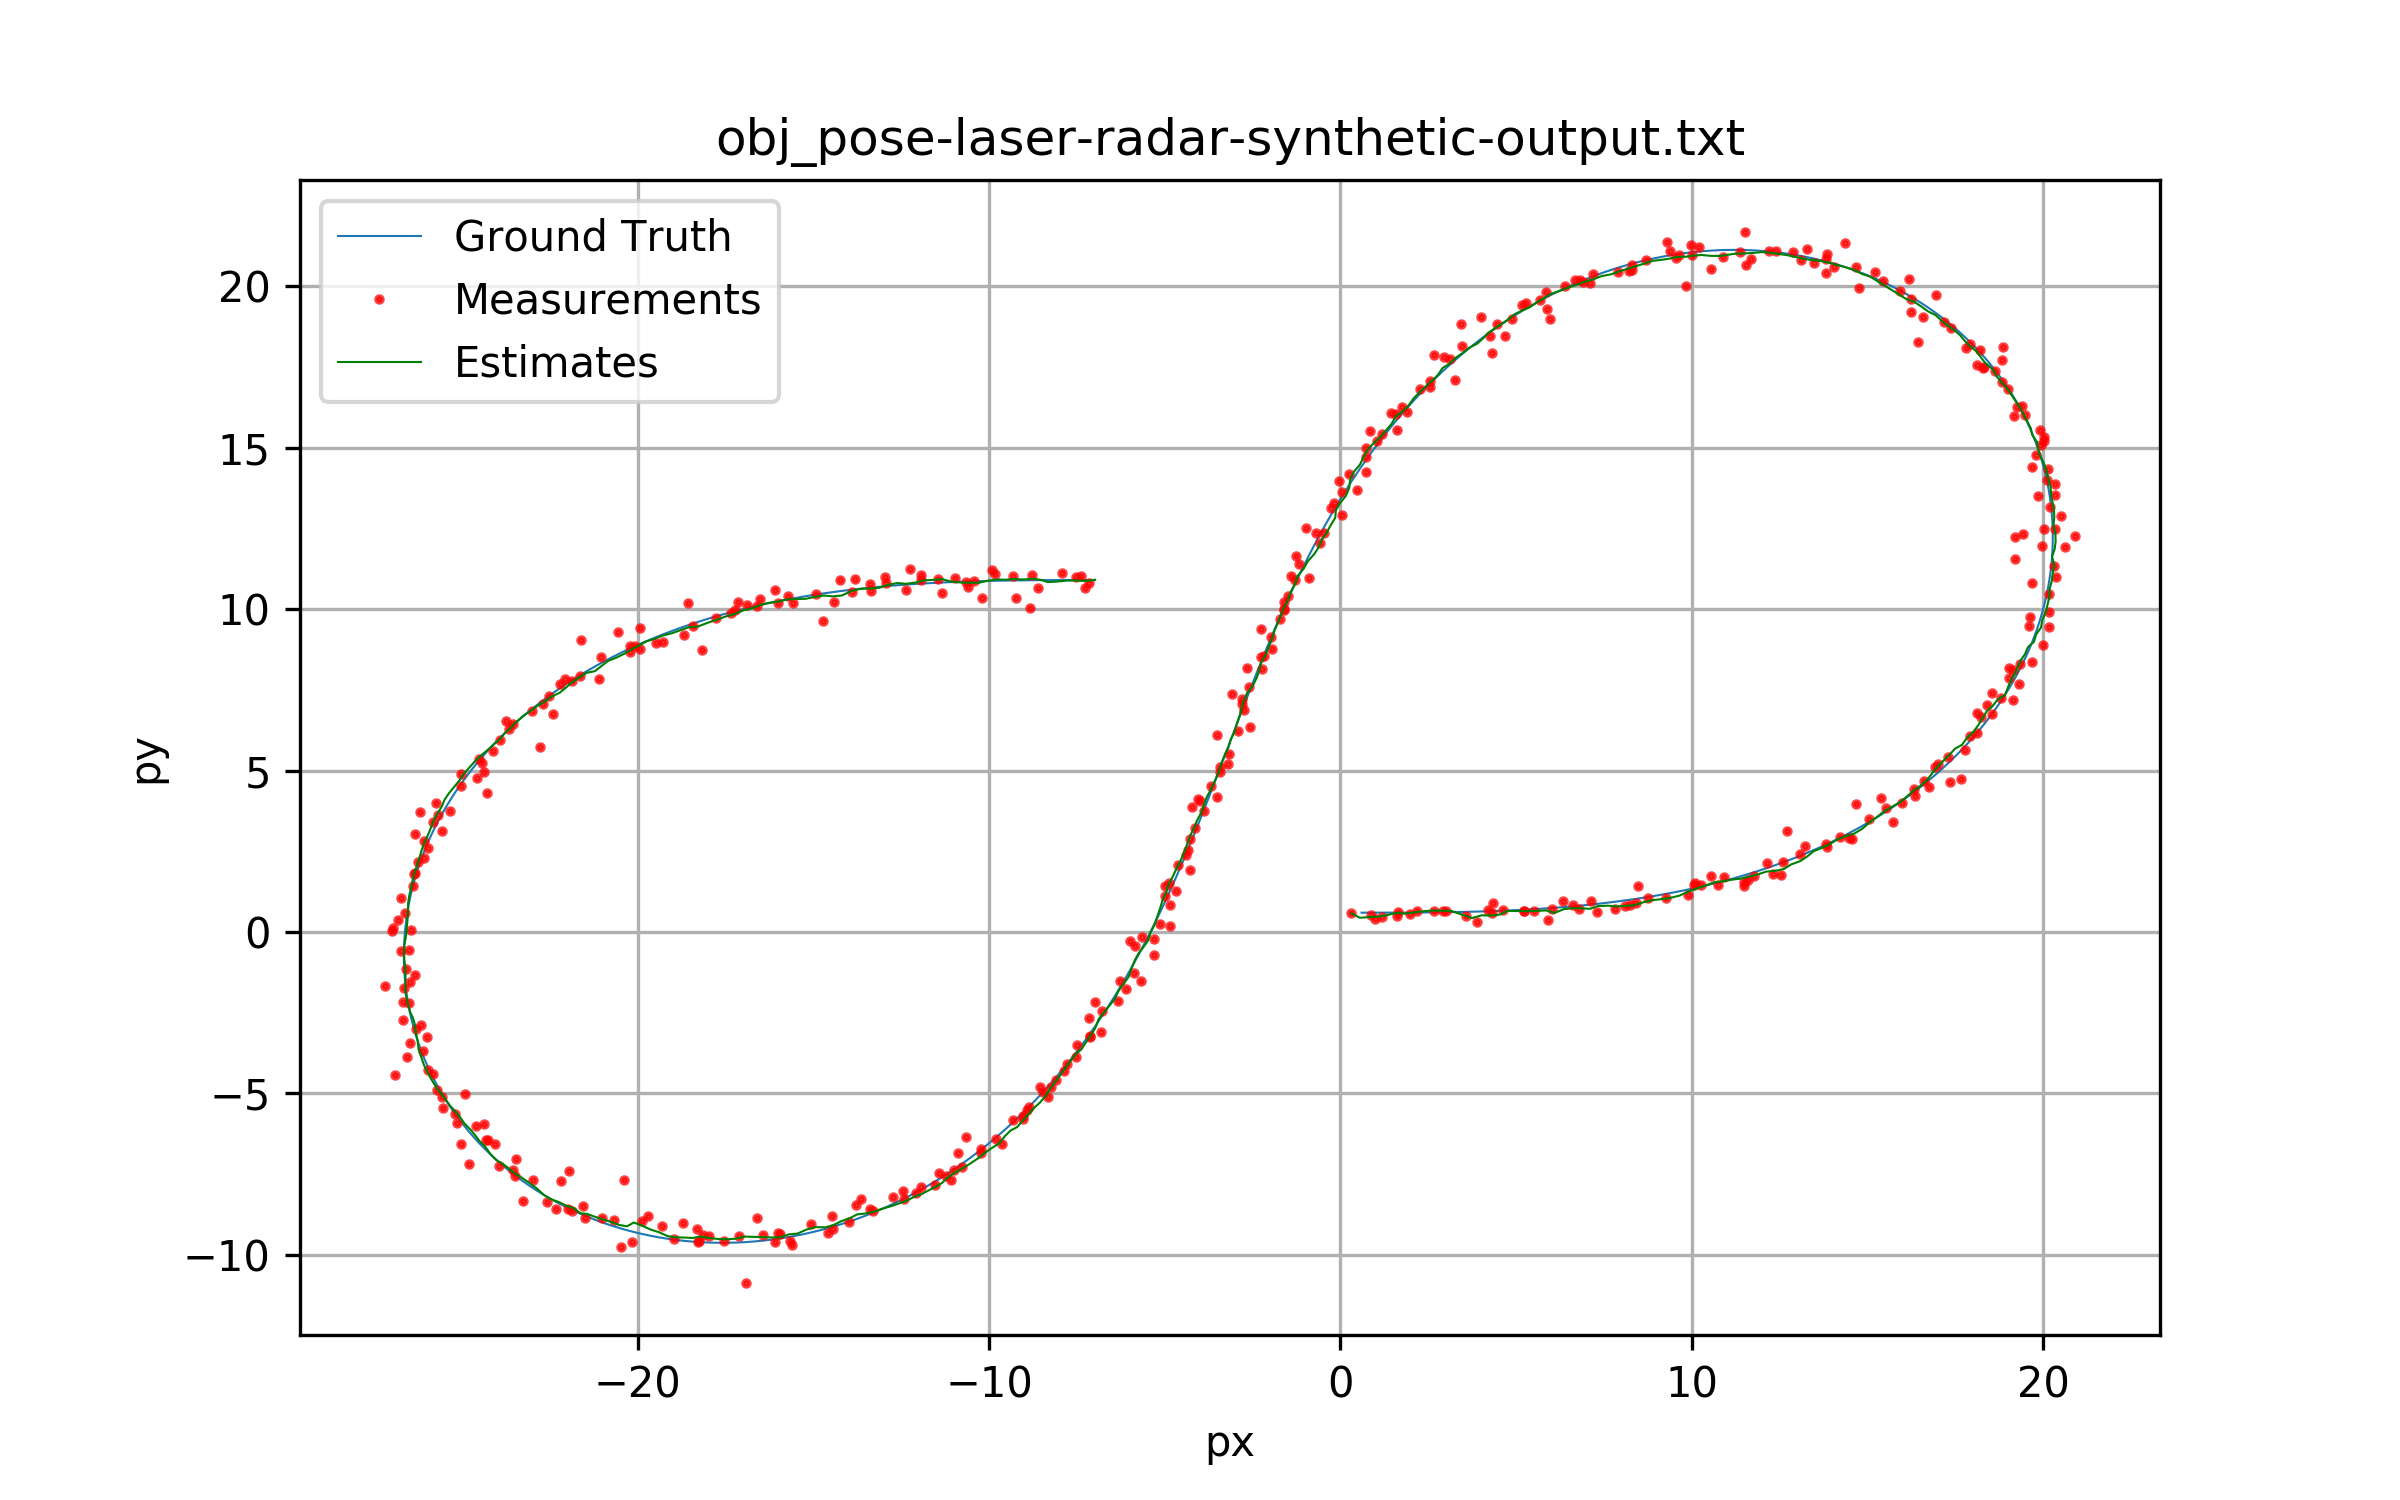 obj_pose-laser-radar-synthetic-output.txt
Ground Truth
Measurements
Estimates
20
15
10
5
0
−5
−10
py
−20 −10 0 10 20
px